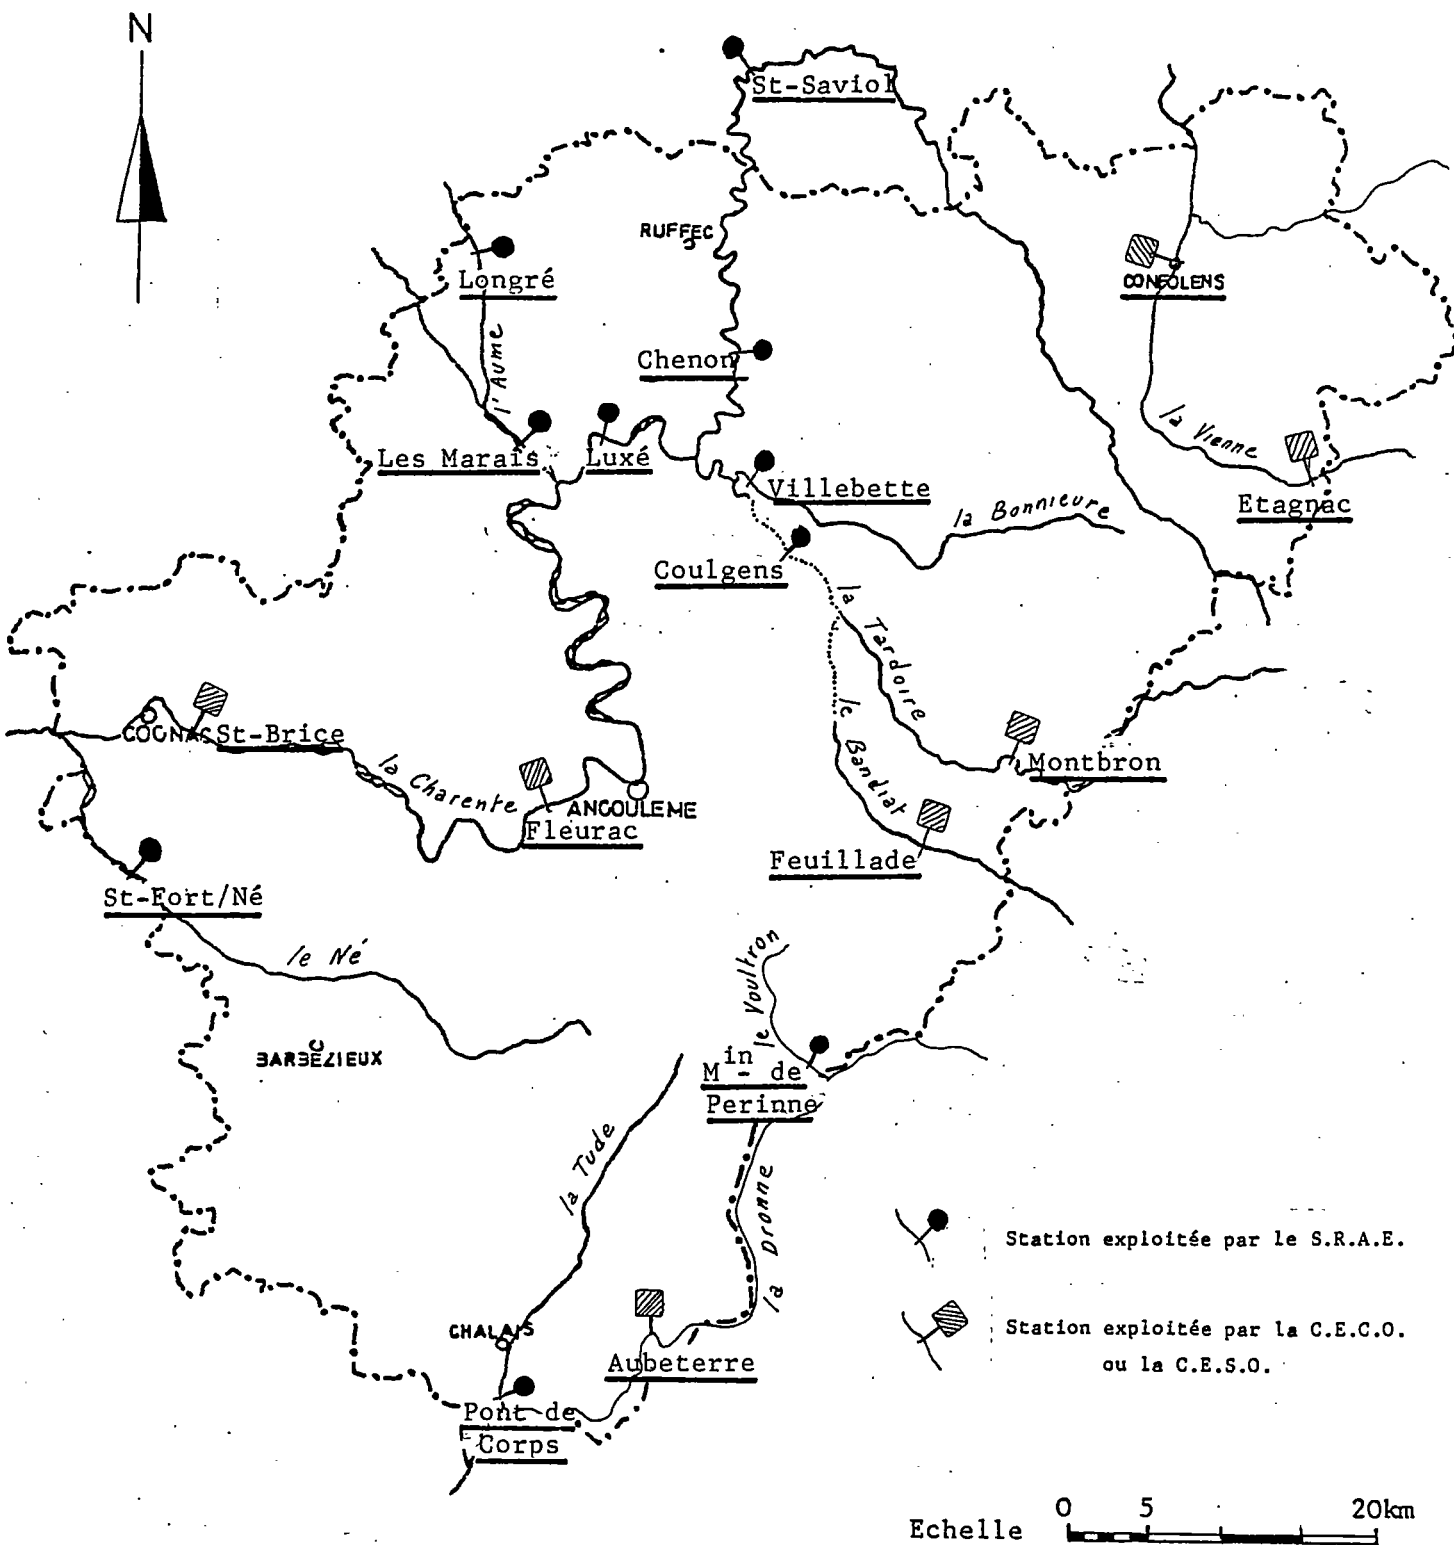 N
St-Saviol
RUFFEC
Longré
CONFOLENS
l'Aume
Chenon
la Vienne
Les Marais
Luxé
Villebette
Etagnac
la Bonnieure
Coulgens
la Tardoire
le Bandiat
COGNAC
St-Brice
la Charente
Montbron
ANGOULEME
Fleurac
Feuillade
St-Fort/Né
le Né
le Voultron
BARBEZIEUX
Min de
Perinne
la Tude
la Dronne
Station exploitée par le S.R.A.E.
CHALAIS
Station exploitée par la C.E.C.O.
ou la C.E.S.O.
Aubeterre
Pont de
Corps
0 5 20km
Echelle